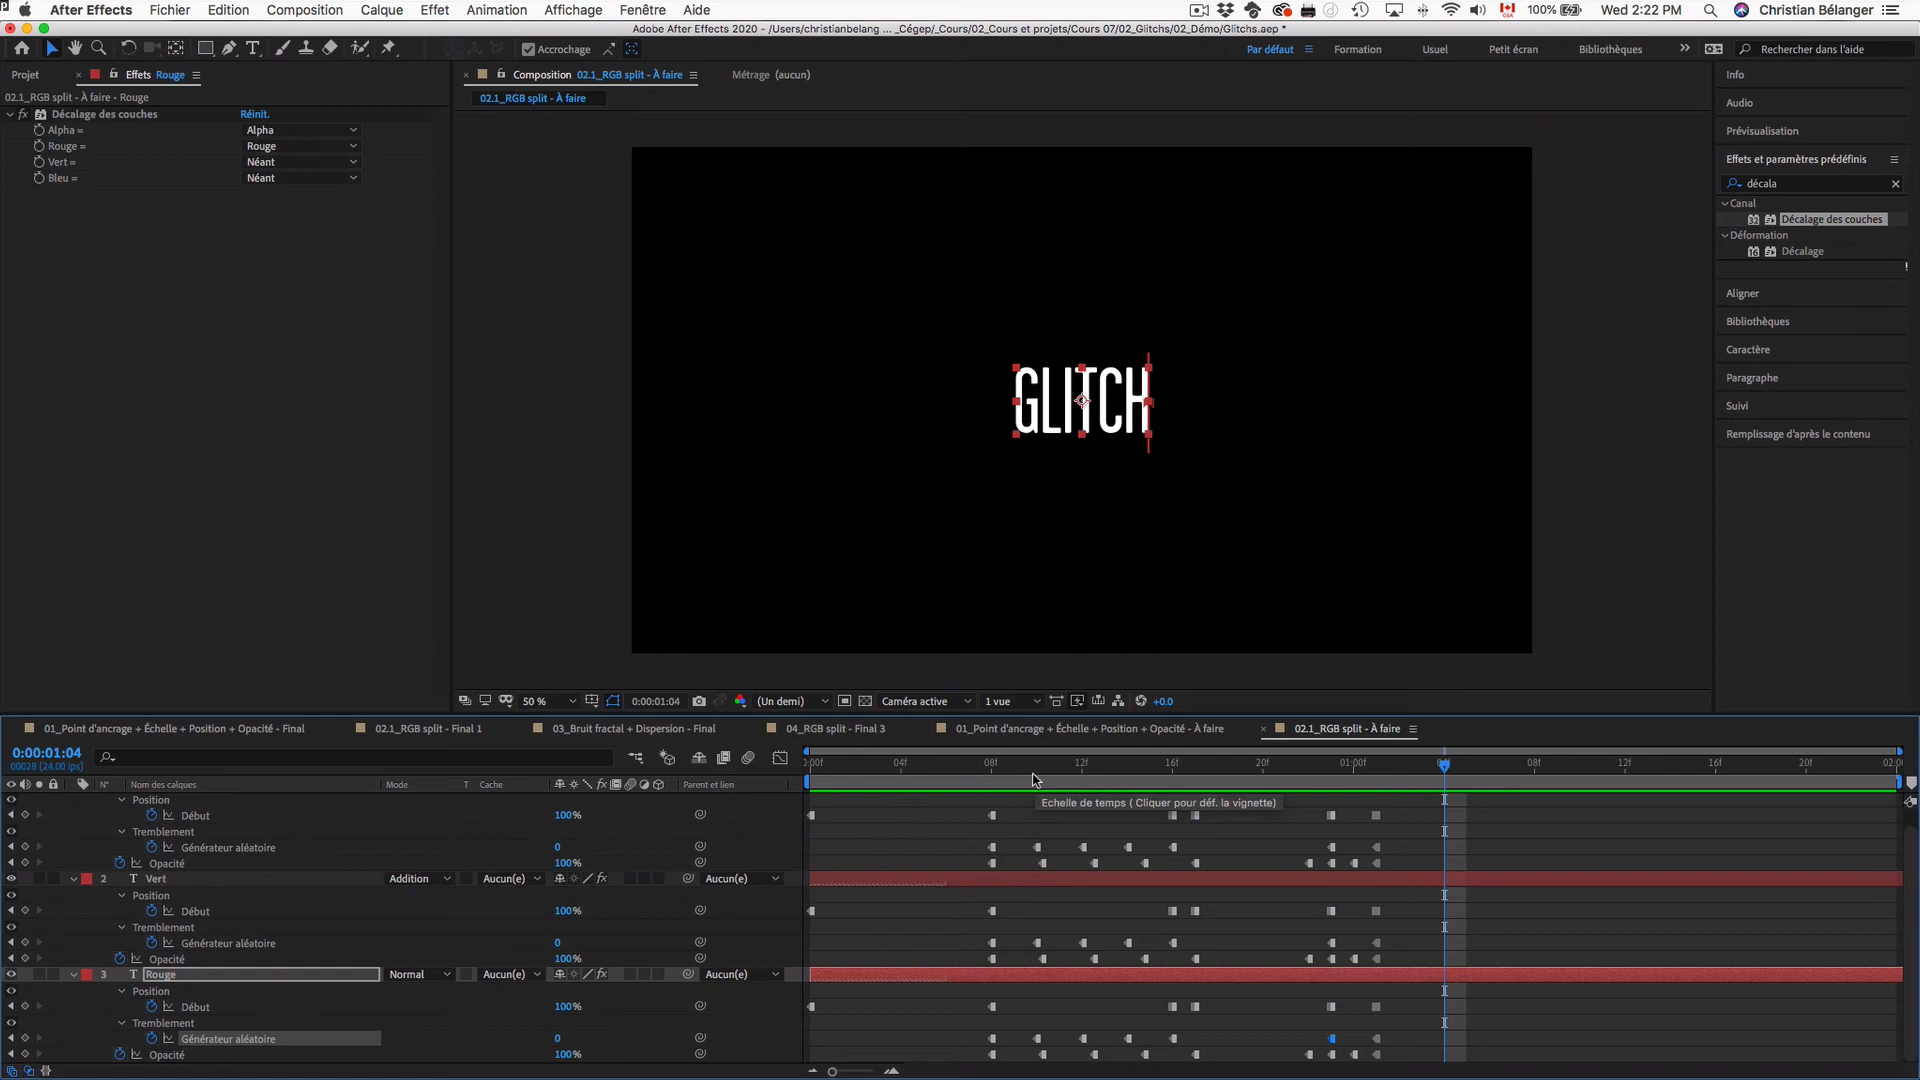 After Effects Fichier Edition Composition Calque Effet Animation Affichage Fenêtre Aide 100% Wed 2:22 PM Christian Bélanger
Adobe After Effects 2020 - /Users/christianbelang ... _Cégep/_Cours/02_Cours et projets/Cours 07/02_Glitchs/02_Démo/Glitchs.aep *
Accrochage Par défaut Formation Usuel Petit écran Bibliothèques Rechercher dans l'aide
Projet Effets Rouge Composition 02.1_RGB split - À faire Métrage (aucun) Info
02.1_RGB split - À faire - Rouge 02.1_RGB split - À faire
Audio
Décalage des couches Réinit.
Alpha = Alpha
Prévisualisation
Rouge = Rouge
Vert = Néant
Effets et paramètres prédéfinis
Bleu = Néant
décala
Canal
Décalage des couches
Déformation
Décalage
Aligner
Bibliothèques
Caractère
Paragraphe
Suivi
Remplissage d'après le contenu
GLITCH
50 % 0:00:01:04 (Un demi) Caméra active 1 vue +0.0
01_Point d'ancrage + Échelle + Position + Opacité - Final 02.1_RGB split - Final 1 03_Bruit fractal + Dispersion - Final 04_RGB split - Final 3 01_Point d'ancrage + Échelle + Position + Opacité - À faire 02.1_RGB split - À faire
0:00:01:04
00028 (24.00 ips)
:00f 04f 08f 12f 16f 20f 01:00f 08f 12f 16f 20f 02:0
N° Nom des calques Mode T Cache Parent et lien
Echelle de temps ( Cliquer pour déf. la vignette)
Position
Début 100%
Tremblement
Générateur aléatoire 0
Opacité 100%
2 T Vert Addition Aucun(e) Aucun(e)
Position
Début 100%
Tremblement
Générateur aléatoire 0
Opacité 100%
3 T Rouge Normal Aucun(e) Aucun(e)
Position
Début 100%
Tremblement
Générateur aléatoire 0
Opacité 100%